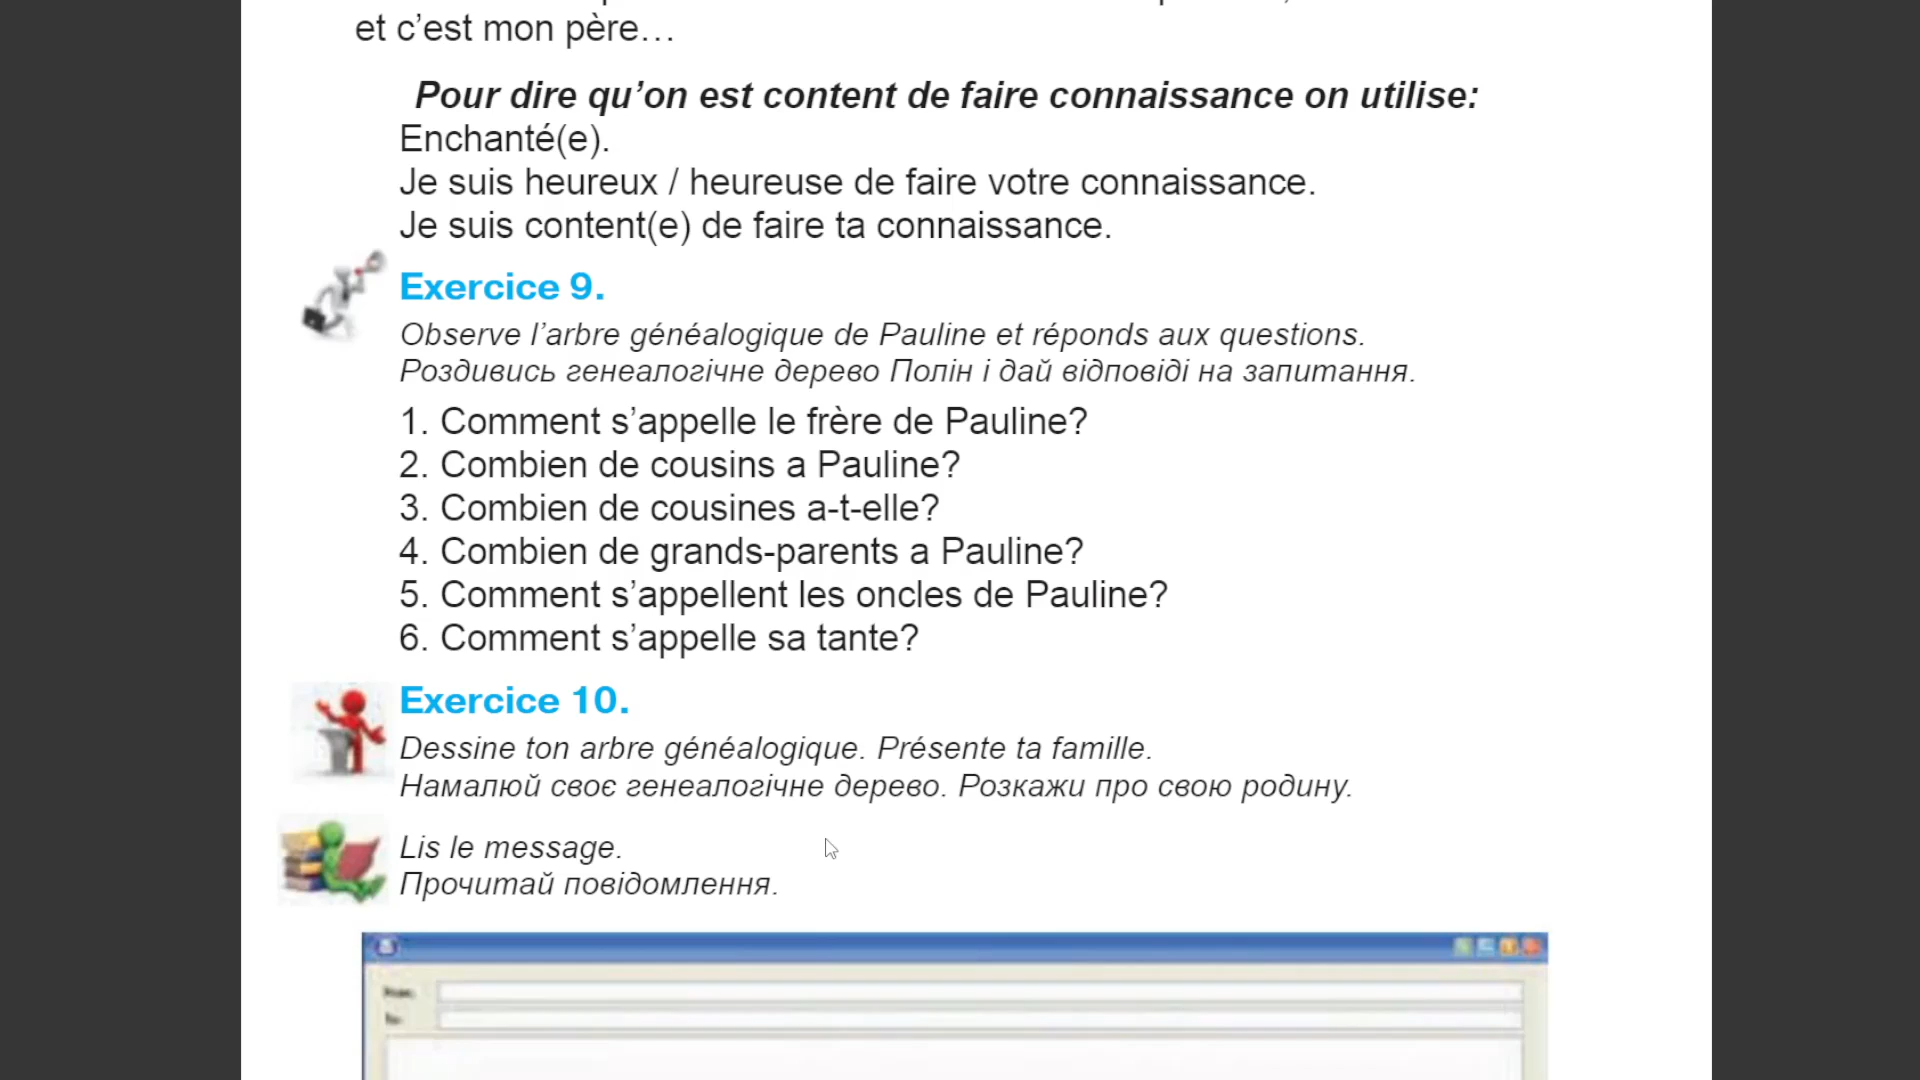 et c’est mon père…
Pour dire qu’on est content de faire connaissance on utilise:
Enchanté(e).
Je suis heureux / heureuse de faire votre connaissance.
Je suis content(e) de faire ta connaissance.
Exercice 9.
Observe l’arbre généalogique de Pauline et réponds aux questions.
Роздивись генеалогічне дерево Полін і дай відповіді на запитання.
1. Comment s’appelle le frère de Pauline?
2. Combien de cousins a Pauline?
3. Combien de cousines a-t-elle?
4. Combien de grands-parents a Pauline?
5. Comment s’appellent les oncles de Pauline?
6. Comment s’appelle sa tante?
Exercice 10.
Dessine ton arbre généalogique. Présente ta famille.
Намалюй своє генеалогічне дерево. Розкажи про свою родину.
Lis le message.
Прочитай повідомлення.